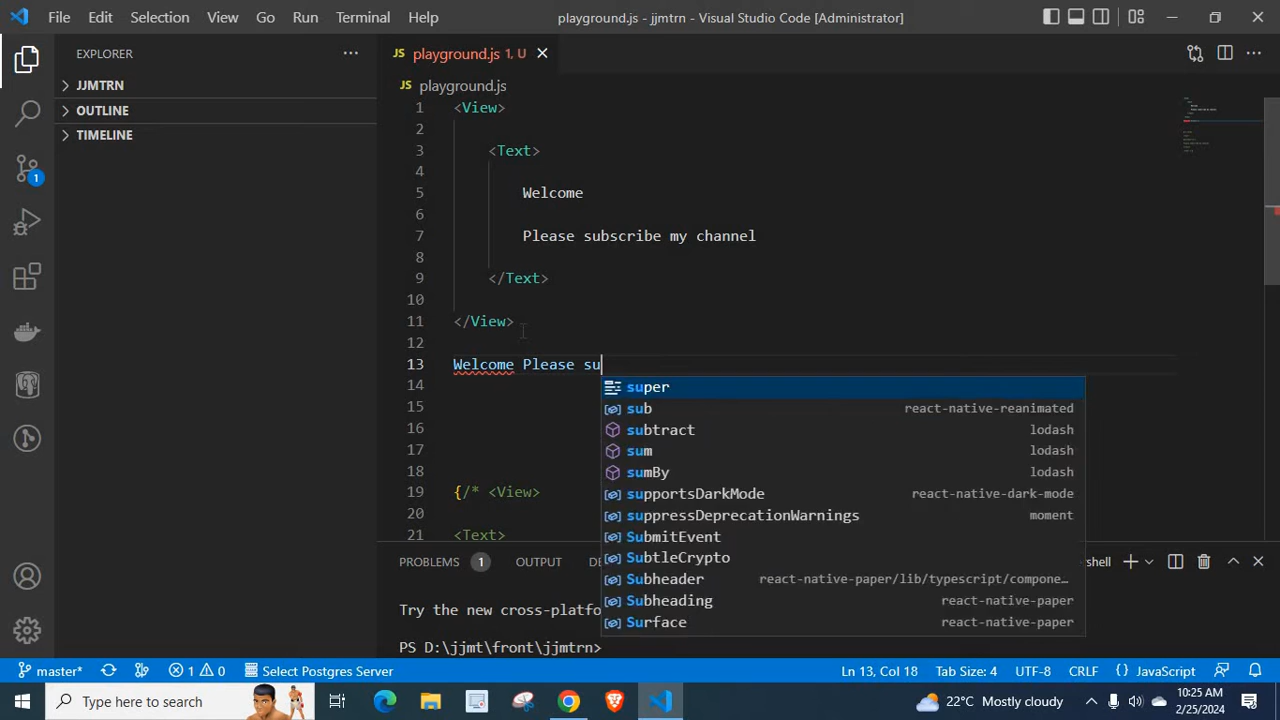 File Edit Selection View Go Run Terminal Help
playground.js - jjmtrn - Visual Studio Code [Administrator]
EXPLORER
JJMTRN
OUTLINE
TIMELINE
1
JS playground.js 1, U
JS playground.js
1 <View>
2
3 <Text>
4
5 Welcome
6
7 Please subscribe my channel
8
9 </Text>
10
11 </View>
12
13 Welcome Please su
14
15
16
17
18
19 {/* <View>
20
21 <Text>
super
sub react-native-reanimated
subtract lodash
sum lodash
sumBy lodash
supportsDarkMode react-native-dark-mode
suppressDeprecationWarnings moment
SubmitEvent
SubtleCrypto
Subheader react-native-paper/lib/typescript/compone…
Subheading react-native-paper
Surface react-native-paper
PROBLEMS 1 OUTPUT DE shell
Try the new cross-platfo
PS D:\jjmt\front\jjmtrn>
master* 1 0 Select Postgres Server Ln 13, Col 18 Tab Size: 4 UTF-8 CRLF {} JavaScript
Type here to search 22°C Mostly cloudy 10:25 AM
2/25/2024